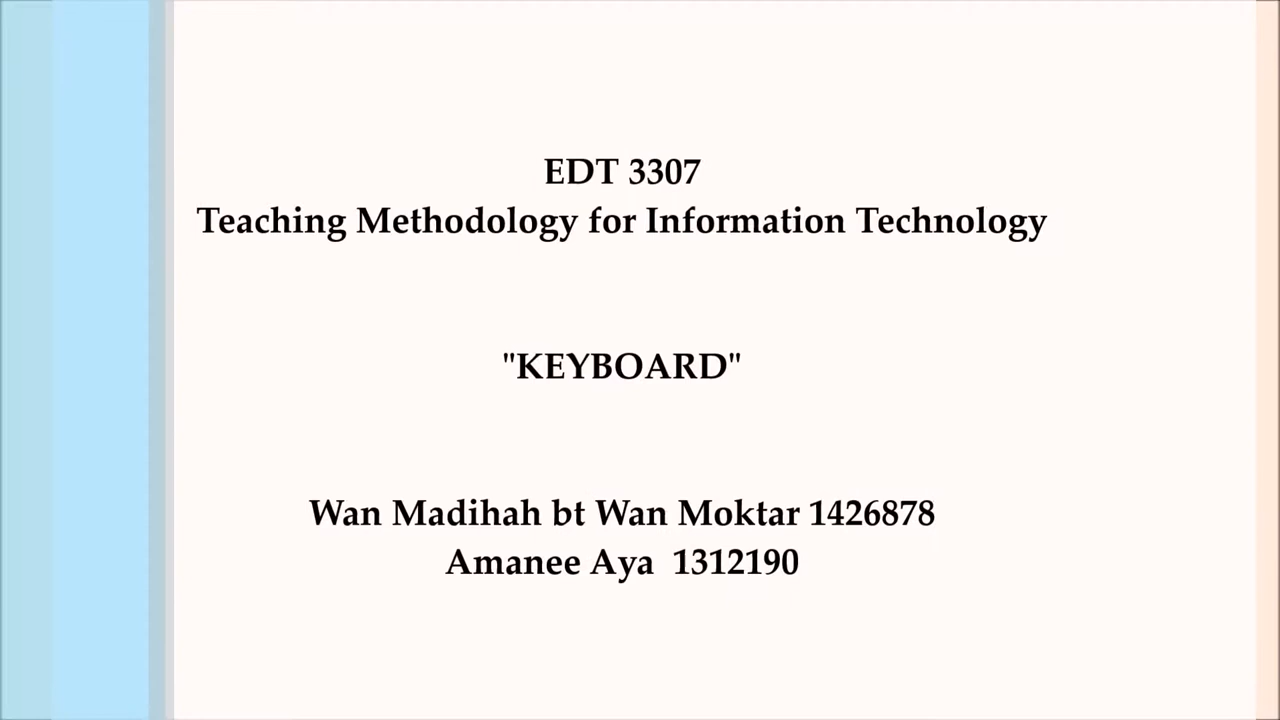 EDT 3307
Teaching Methodology for Information Technology
"KEYBOARD"
Wan Madihah bt Wan Moktar 1426878
Amanee Aya 1312190